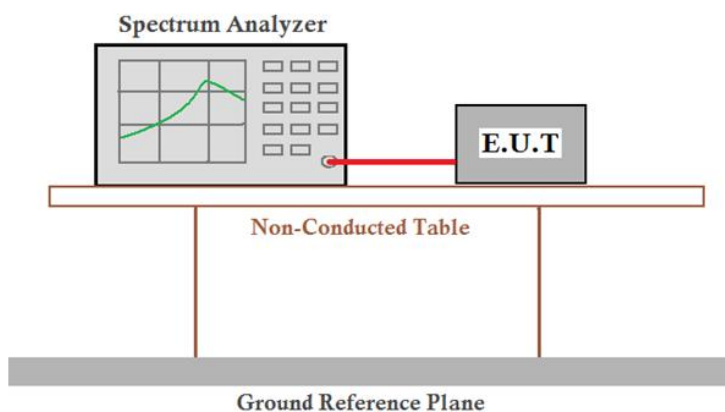 Spectrum Analyzer
E.U.T
Non-Conducted Table
Ground Reference Plane